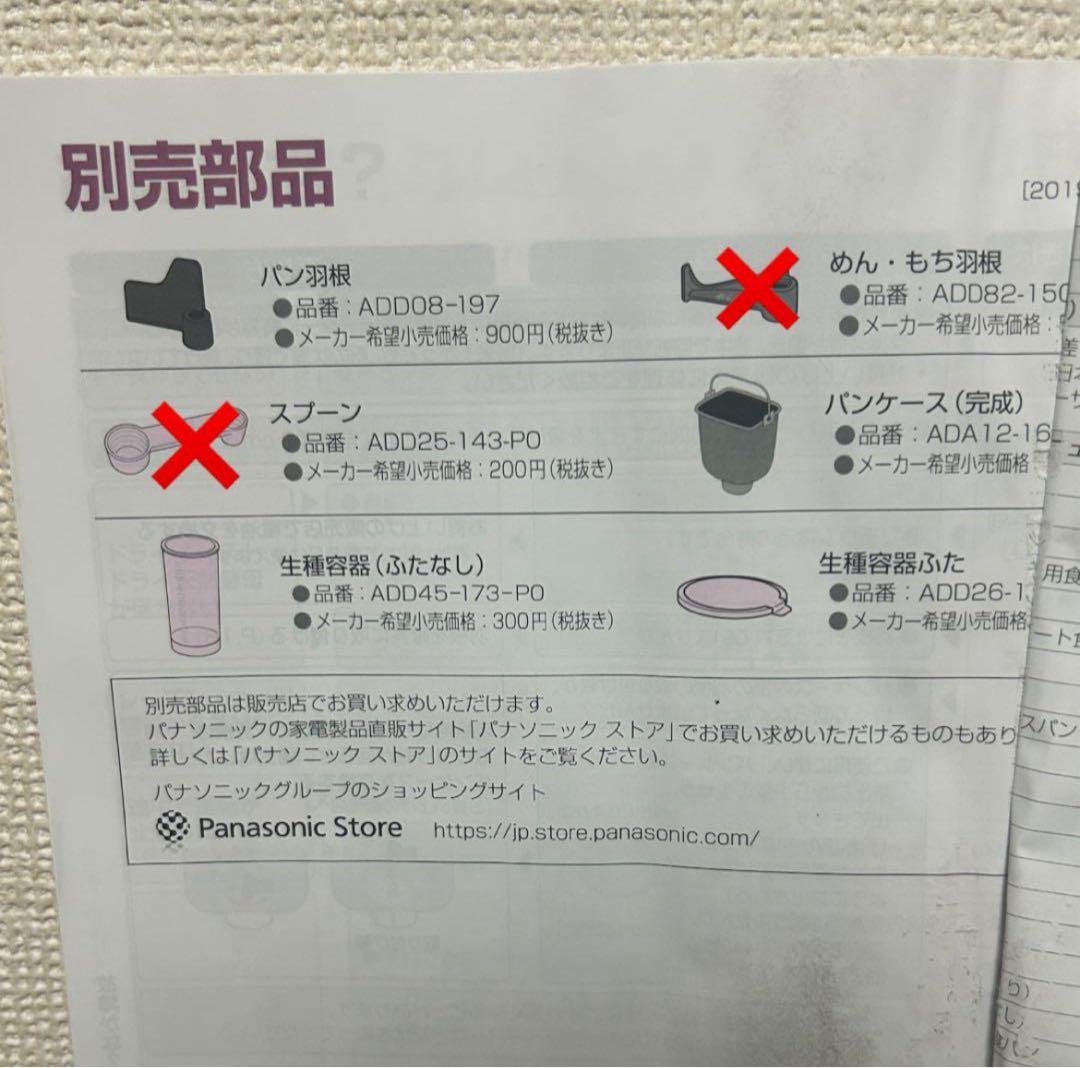 別売部品
[201
パン羽根
●品番：ADD08-197
●メーカー希望小売価格：900円(税抜き)
めん・もち羽根
●品番：ADD82-150
●メーカー希望小売価格：
スプーン
●品番：ADD25-143-P0
●メーカー希望小売価格：200円(税抜き)
パンケース(完成)
●品番：ADA12-16
●メーカー希望小売価格
生種容器(ふたなし)
●品番：ADD45-173-P0
●メーカー希望小売価格：300円(税抜き)
生種容器ふた
●品番：ADD26-1
●メーカー希望小売価格
別売部品は販売店でお買い求めいただけます。
パナソニックの家電製品直販サイト「パナソニック ストア」でお買い求めいただけるものもあり
詳しくは「パナソニック ストア」のサイトをご覧ください。
パナソニックグループのショッピングサイト
Panasonic Store https://jp.store.panasonic.com/
用食
ート食
スパン